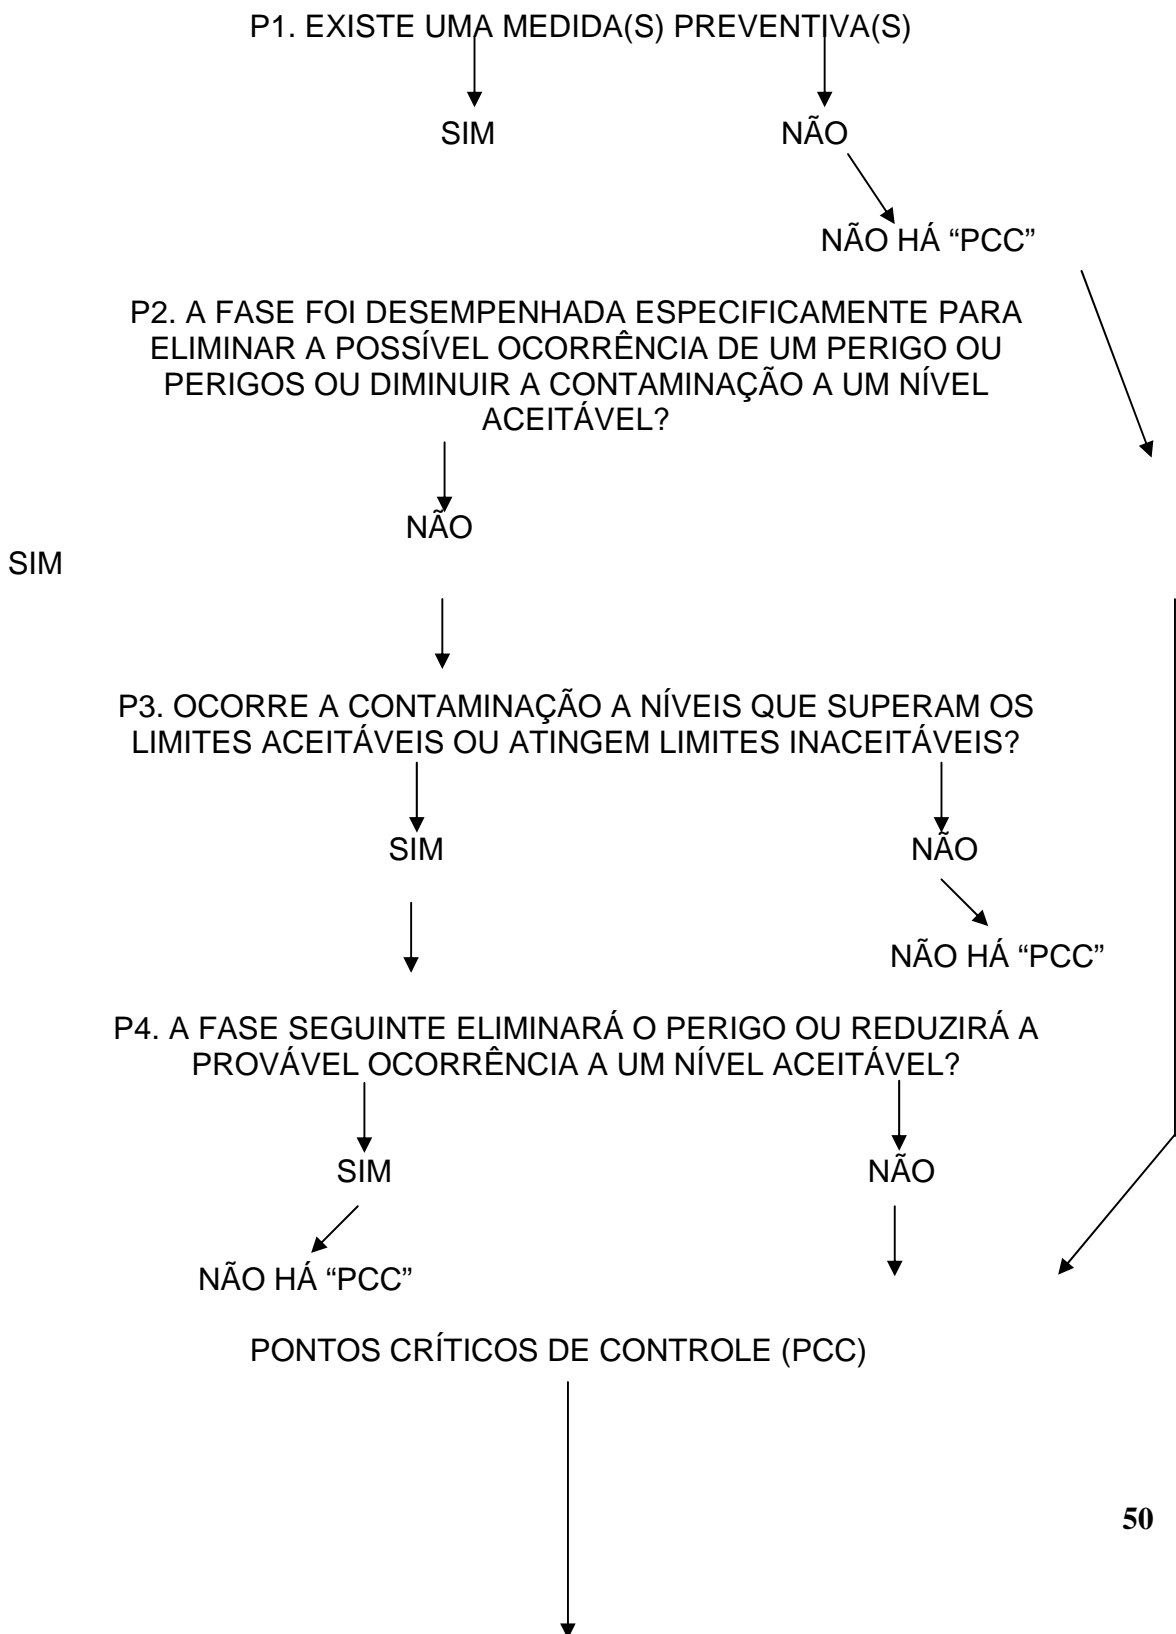 P1. EXISTE UMA MEDIDA(S) PREVENTIVA(S)
SIM NÃO
NÃO HÁ “PCC”
P2. A FASE FOI DESEMPENHADA ESPECIFICAMENTE PARA
ELIMINAR A POSSÍVEL OCORRÊNCIA DE UM PERIGO OU
PERIGOS OU DIMINUIR A CONTAMINAÇÃO A UM NÍVEL
ACEITÁVEL?
NÃO
SIM
P3. OCORRE A CONTAMINAÇÃO A NÍVEIS QUE SUPERAM OS
LIMITES ACEITÁVEIS OU ATINGEM LIMITES INACEITÁVEIS?
SIM NÃO
NÃO HÁ “PCC”
P4. A FASE SEGUINTE ELIMINARÁ O PERIGO OU REDUZIRÁ A
PROVÁVEL OCORRÊNCIA A UM NÍVEL ACEITÁVEL?
SIM NÃO
NÃO HÁ “PCC”
PONTOS CRÍTICOS DE CONTROLE (PCC)
50